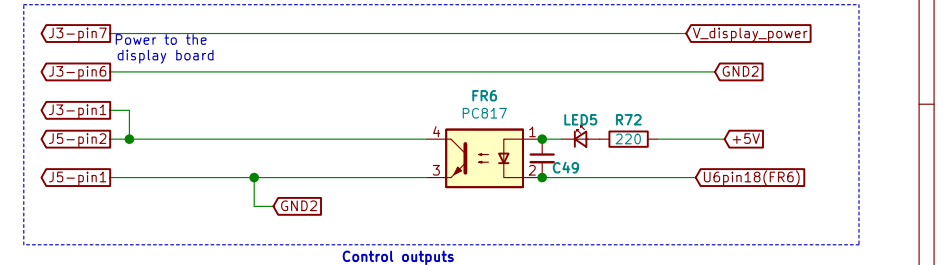 J3-pin7
Power to the
display board
V_display_power
J3-pin6
GND2
J3-pin1
FR6
PC817
LED5
R72
J5-pin2
4
1
220
+5V
J5-pin1
3
2
C49
U6pin18(FR6)
GND2
Control outputs